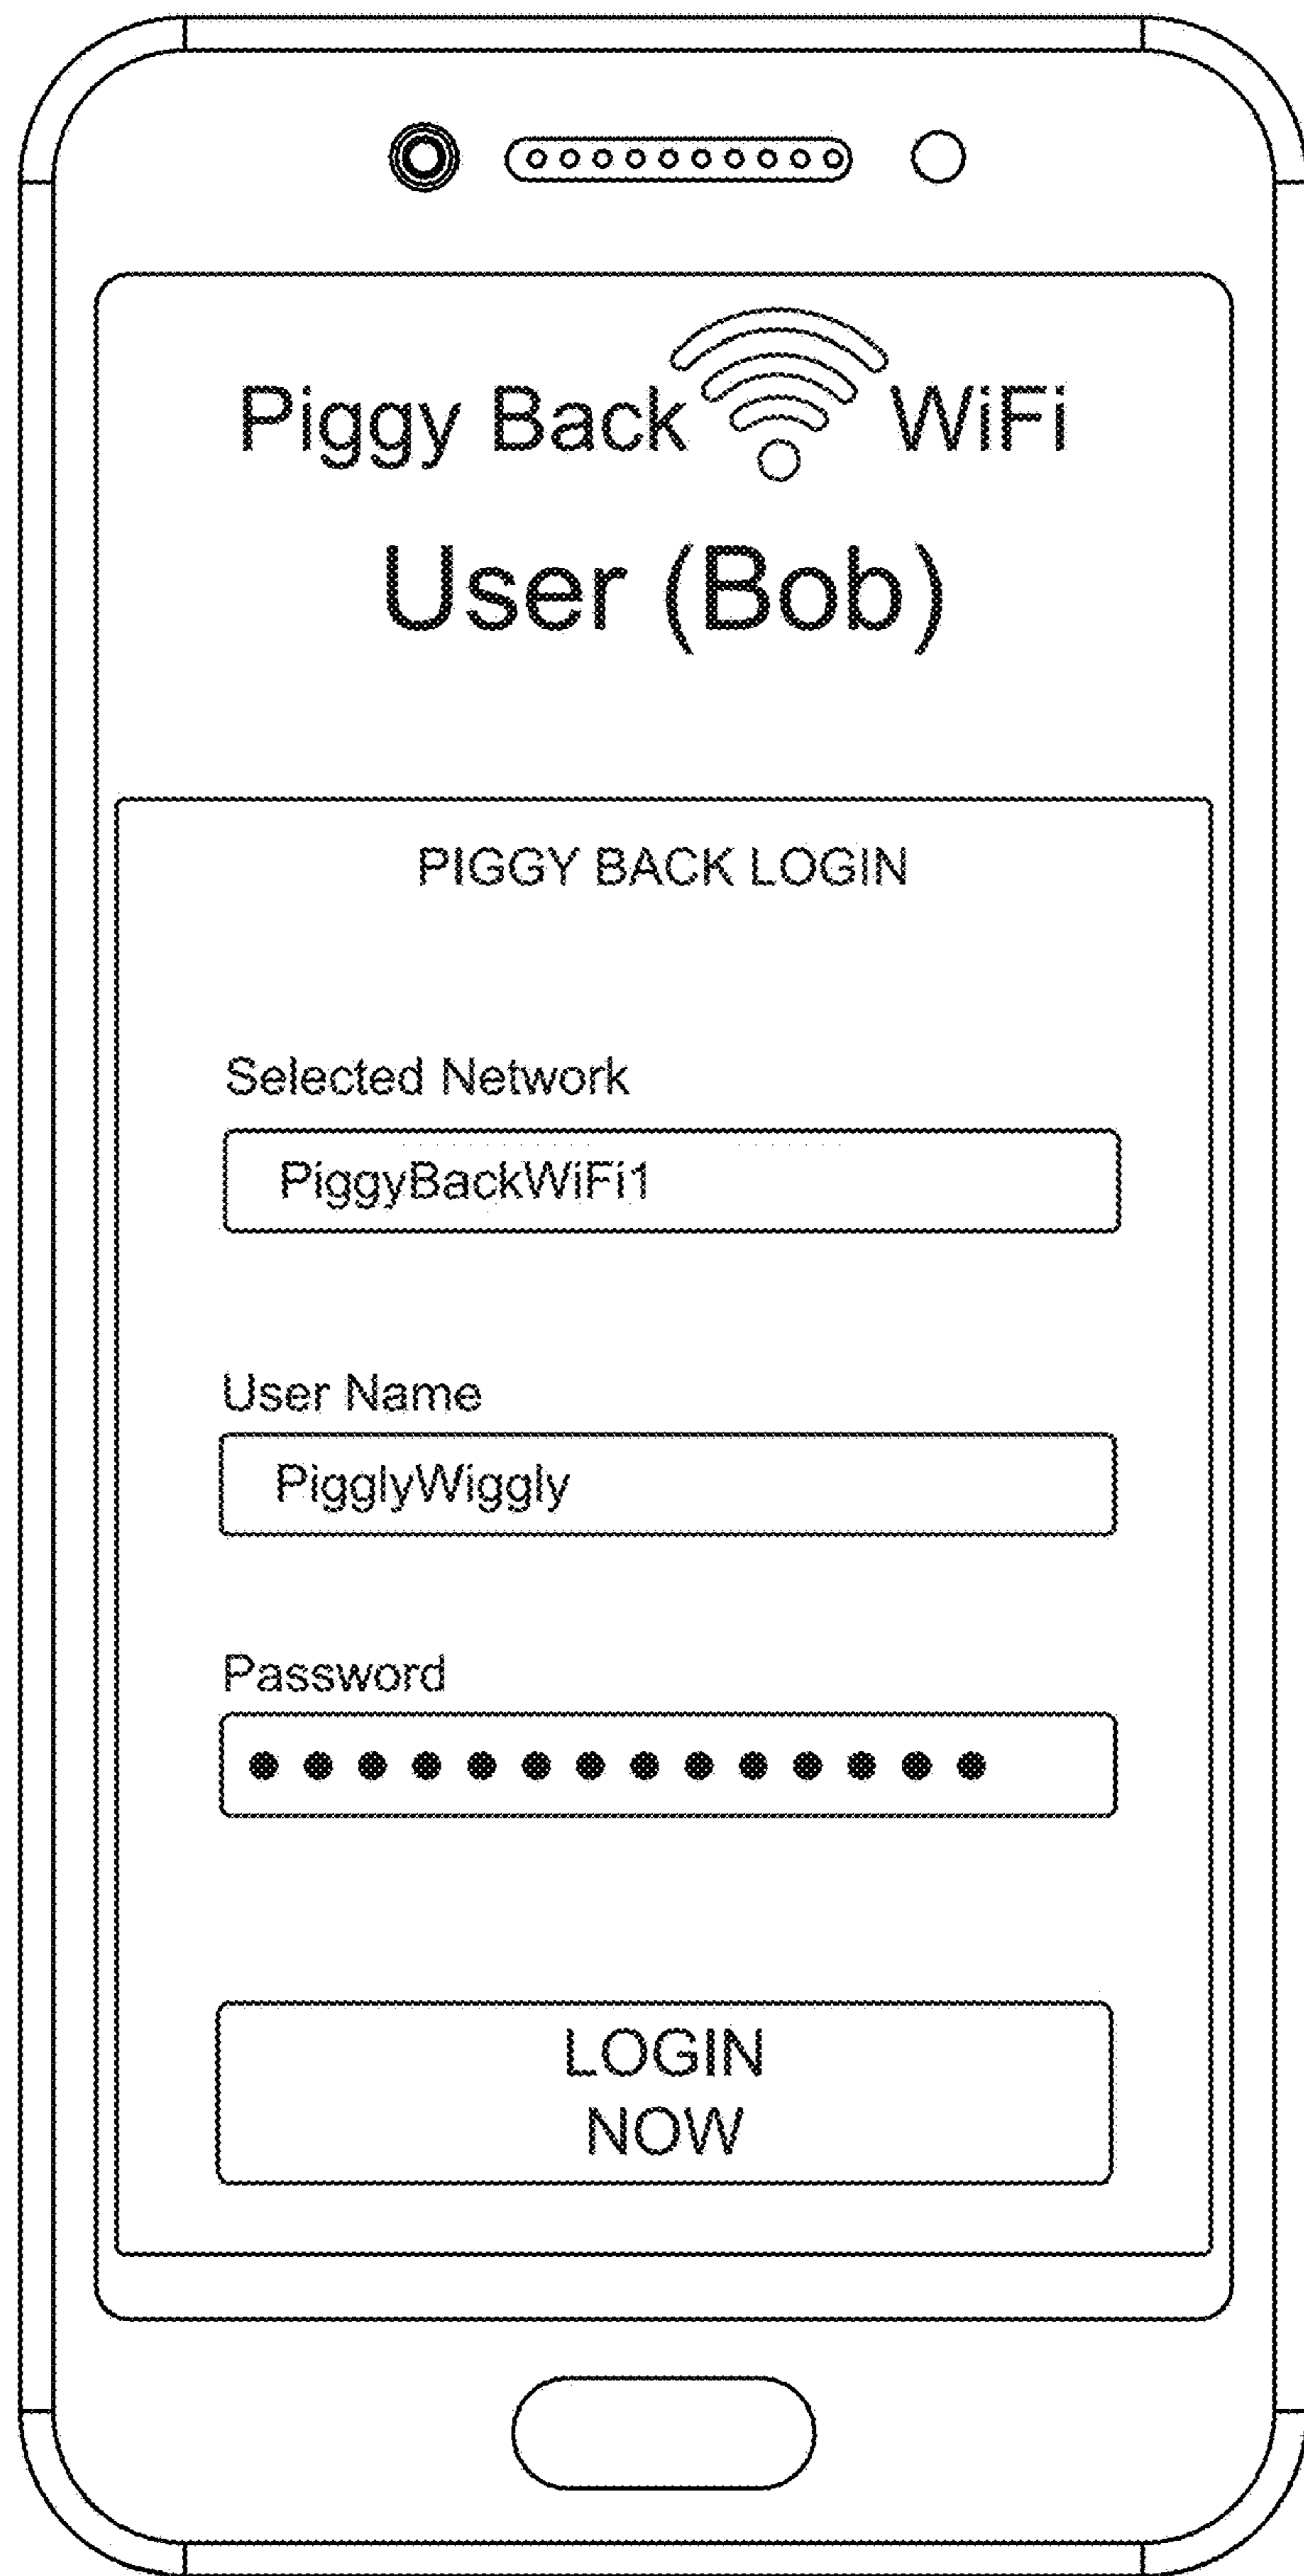 Piggy Back WiFi
User (Bob)
PIGGY BACK LOGIN
Selected Network
PiggyBackWiFi1
User Name
PigglyWiggly
Password
●●●●●●●●●●●●●●
LOGIN
NOW